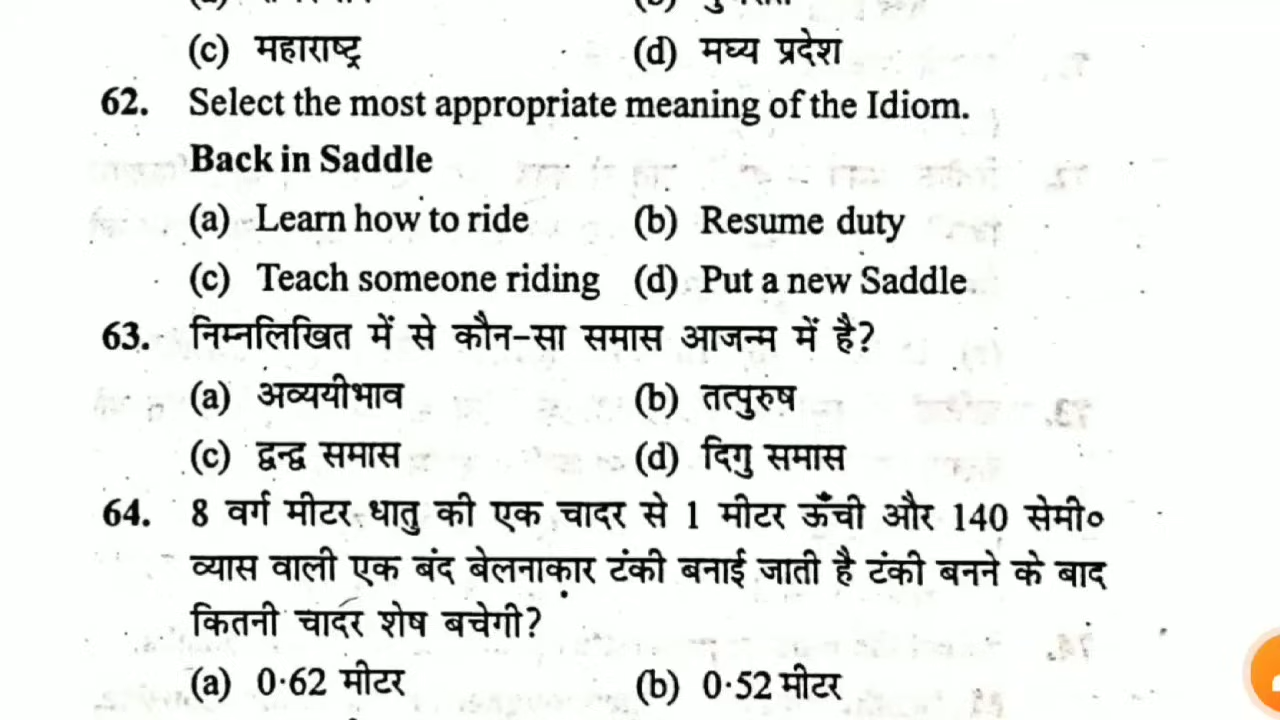 (c) महाराष्ट्र (d) मघ्य प्रदेश
62. Select the most appropriate meaning of the Idiom.
Back in Saddle
(a) Learn how to ride (b) Resume duty
(c) Teach someone riding (d) Put a new Saddle
63. निम्नलिखित में से कौन-सा समास आजन्म में है?
(a) अव्ययीभाव (b) तत्पुरुष
(c) द्वन्द्व समास (d) दिगु समास
64. 8 वर्ग मीटर धातु की एक चादर से 1 मीटर ऊँची और 140 सेमी०
व्यास वाली एक बंद बेलनाकार टंकी बनाई जाती है टंकी बनने के बाद
कितनी चादर शेष बचेगी?
(a) 0·62 मीटर (b) 0·52 मीटर